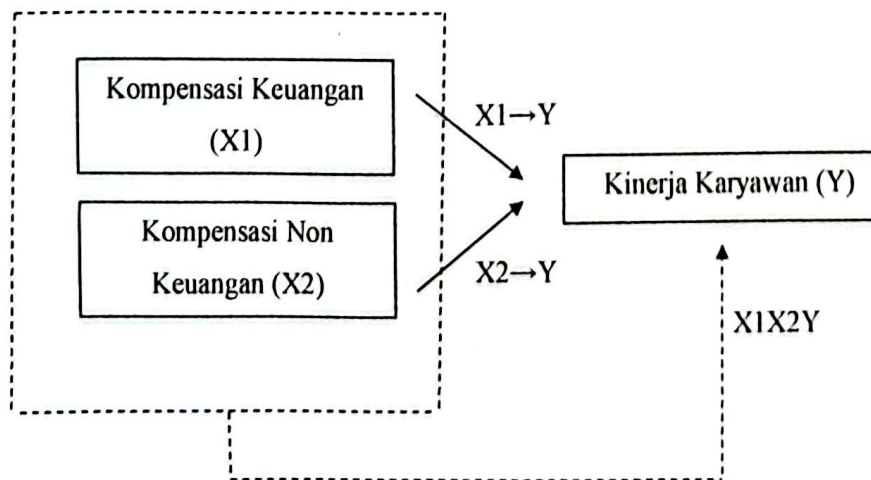 Kompensasi Keuangan
(X1)
X1→Y
Kinerja Karyawan (Y)
Kompensasi Non
Keuangan (X2)
X2→Y
X1X2Y